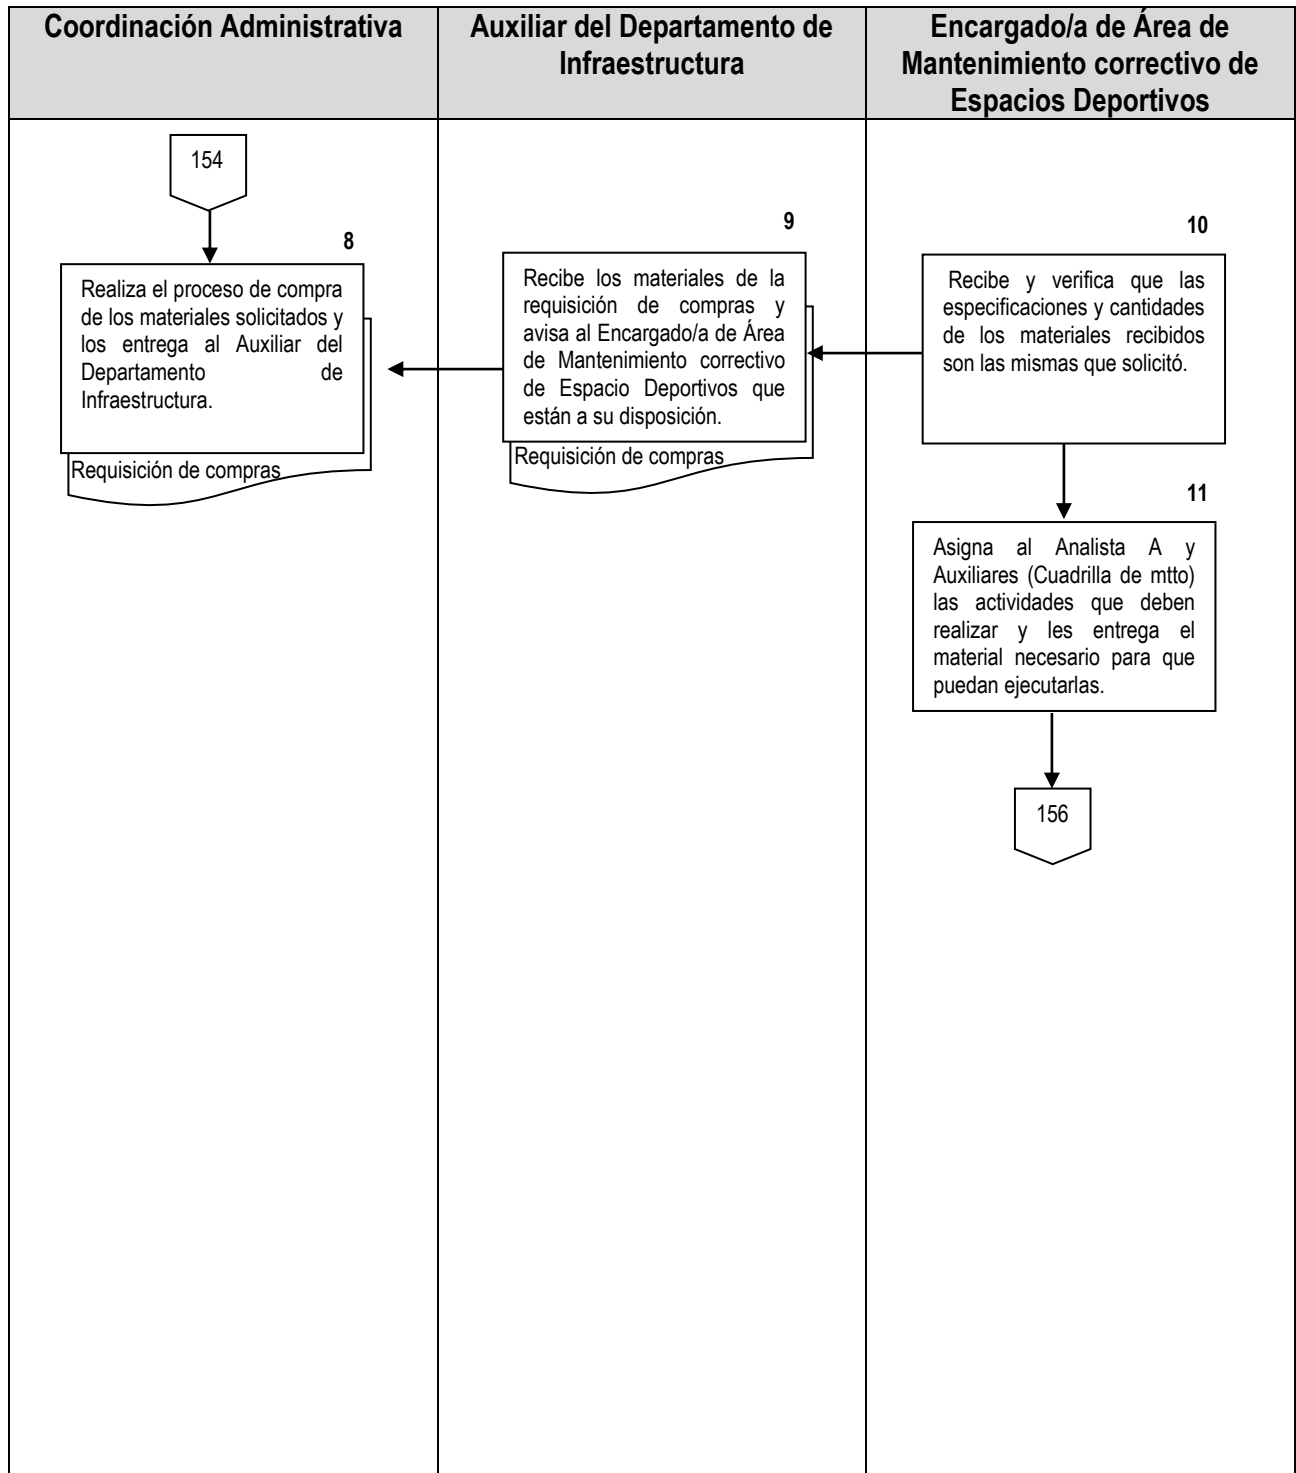 Coordinación Administrativa
Auxiliar del Departamento de
Infraestructura
Encargado/a de Área de
Mantenimiento correctivo de
Espacios Deportivos
154
8
Realiza el proceso de compra
de los materiales solicitados y
los entrega al Auxiliar del
Departamento de
Infraestructura.
Requisición de compras
9
Recibe los materiales de la
requisición de compras y
avisa al Encargado/a de Área
de Mantenimiento correctivo
de Espacio Deportivos que
están a su disposición.
Requisición de compras
10
Recibe y verifica que las
especificaciones y cantidades
de los materiales recibidos
son las mismas que solicitó.
11
Asigna al Analista A y
Auxiliares (Cuadrilla de mtto)
las actividades que deben
realizar y les entrega el
material necesario para que
puedan ejecutarlas.
156